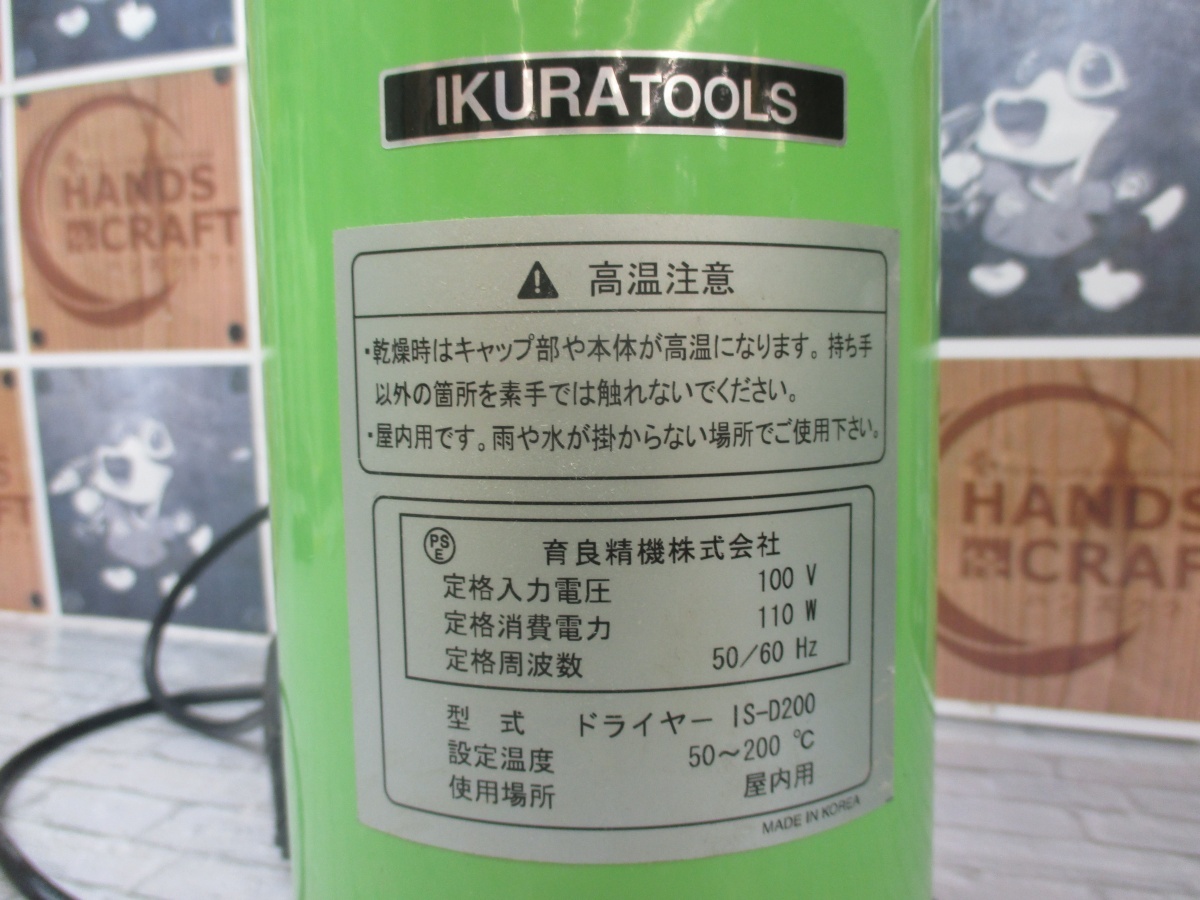 IKURATOOLS
高温注意
・乾燥時はキャップ部や本体が高温になります。持ち手
以外の箇所を素手では触れないでください。
・屋内用です。雨や水が掛からない場所でご使用下さい。
PS
E
育良精機株式会社
定格入力電圧 100 V
定格消費電力 110 W
定格周波数 50/60 Hz
型 式 ドライヤー IS-D200
設定温度 50～200 ℃
使用場所 屋内用
MADE IN KOREA
HANDS
CRAFT
HANDS
CRAFT